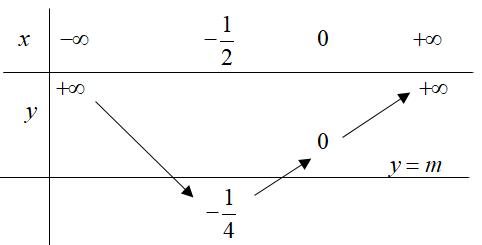 x −∞ −1/2 0 +∞
+∞ +∞
y
0
y = m
−1/4